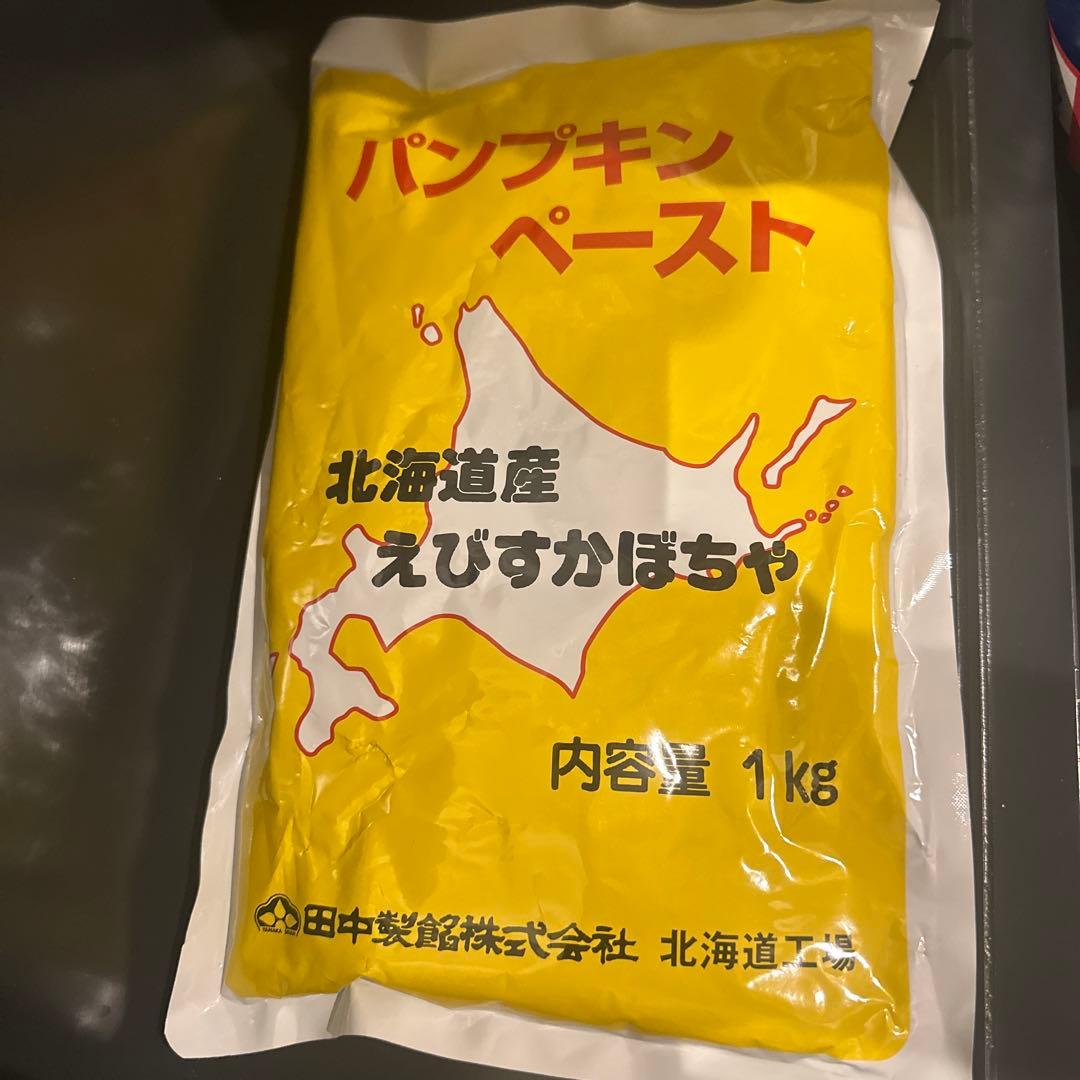 パンプキン
ペースト
北海道産
えびすかぼちゃ
内容量 1kg
田中製餡株式会社 北海道工場